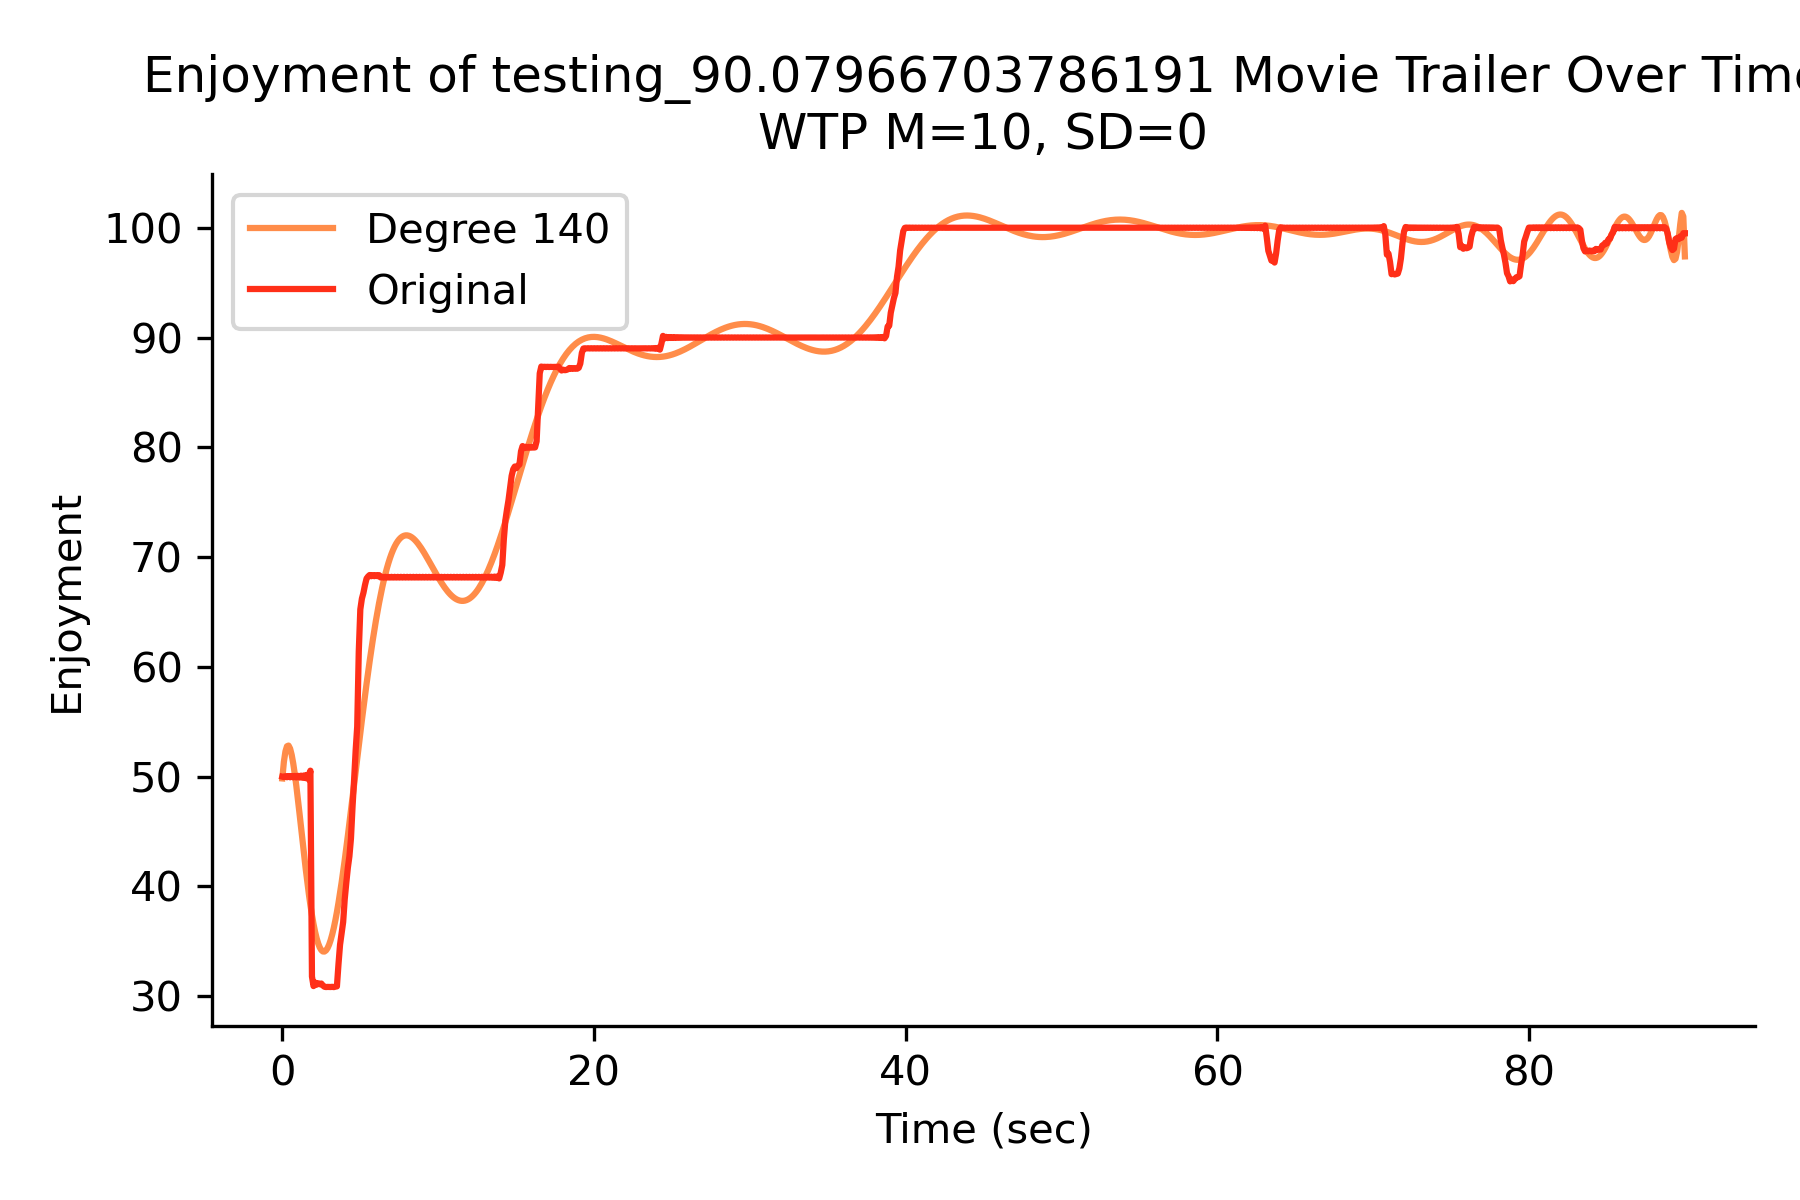 Enjoyment of testing_90.07966703786191 Movie Trailer Over Time
WTP M=10, SD=0
Degree 140
Original
100
90
80
70
60
50
40
30
Enjoyment
0 20 40 60 80
Time (sec)